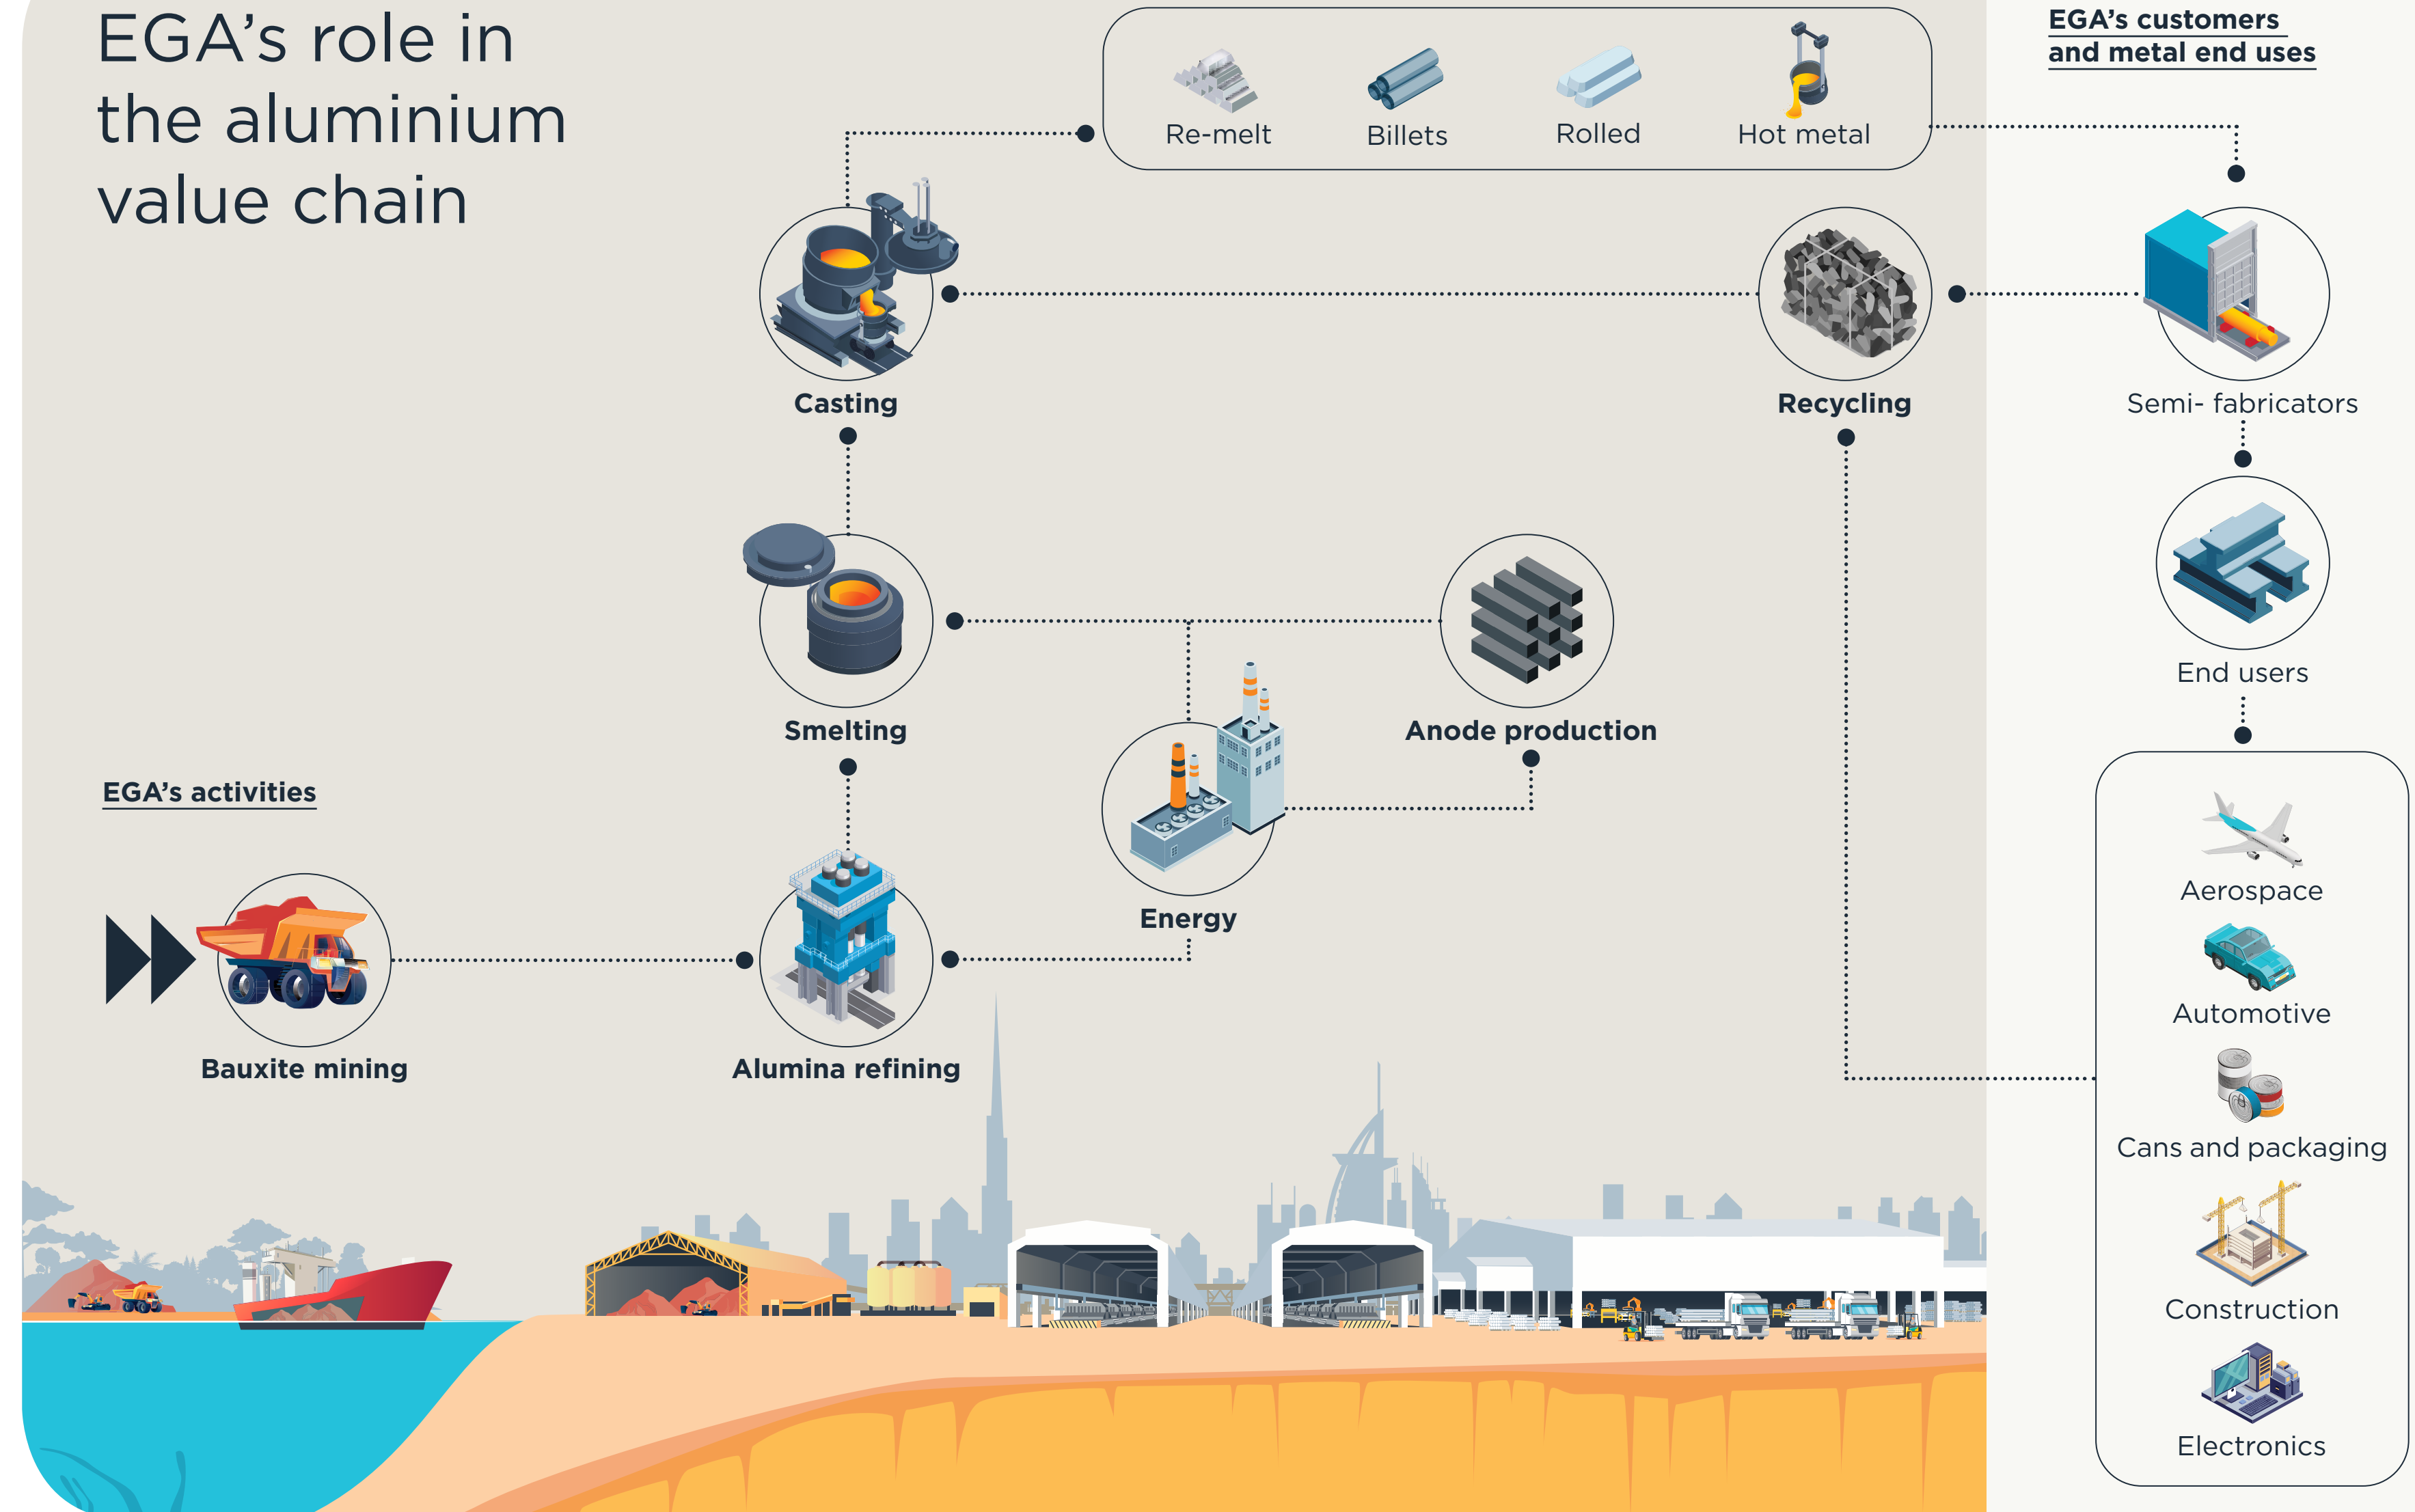 EGA’s role in
the aluminium
value chain
Re-melt
Billets
Rolled
Hot metal
EGA’s customers
and metal end uses
Casting
Recycling
Semi- fabricators
Smelting
Anode production
End users
EGA’s activities
Energy
Bauxite mining
Alumina refining
Aerospace
Automotive
Cans and packaging
Construction
Electronics